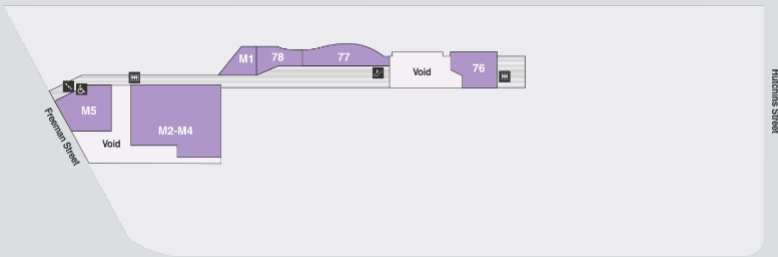 M1
78
77
Void
76
M5
M2-M4
Void
Freeman Street
Hutchins Street